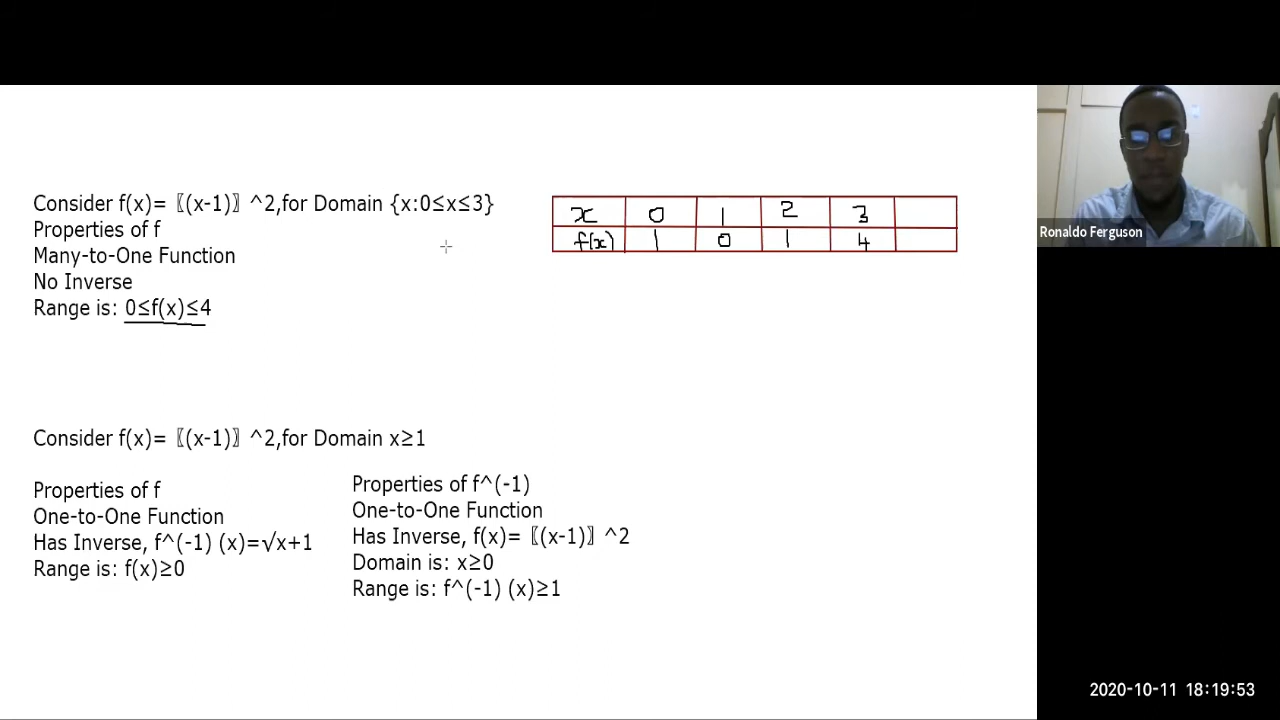 Consider f(x)=〖(x-1)〗^2,for Domain {x:0≤x≤3}
Properties of f
Many-to-One Function
No Inverse
Range is: 0≤f(x)≤4
x 0 1 2 3
f(x) 1 0 1 4
Ronaldo Ferguson
Consider f(x)=〖(x-1)〗^2,for Domain x≥1
Properties of f
One-to-One Function
Has Inverse, f^(-1) (x)=√x+1
Range is: f(x)≥0
Properties of f^(-1)
One-to-One Function
Has Inverse, f(x)=〖(x-1)〗^2
Domain is: x≥0
Range is: f^(-1) (x)≥1
2020-10-11 18:19:53